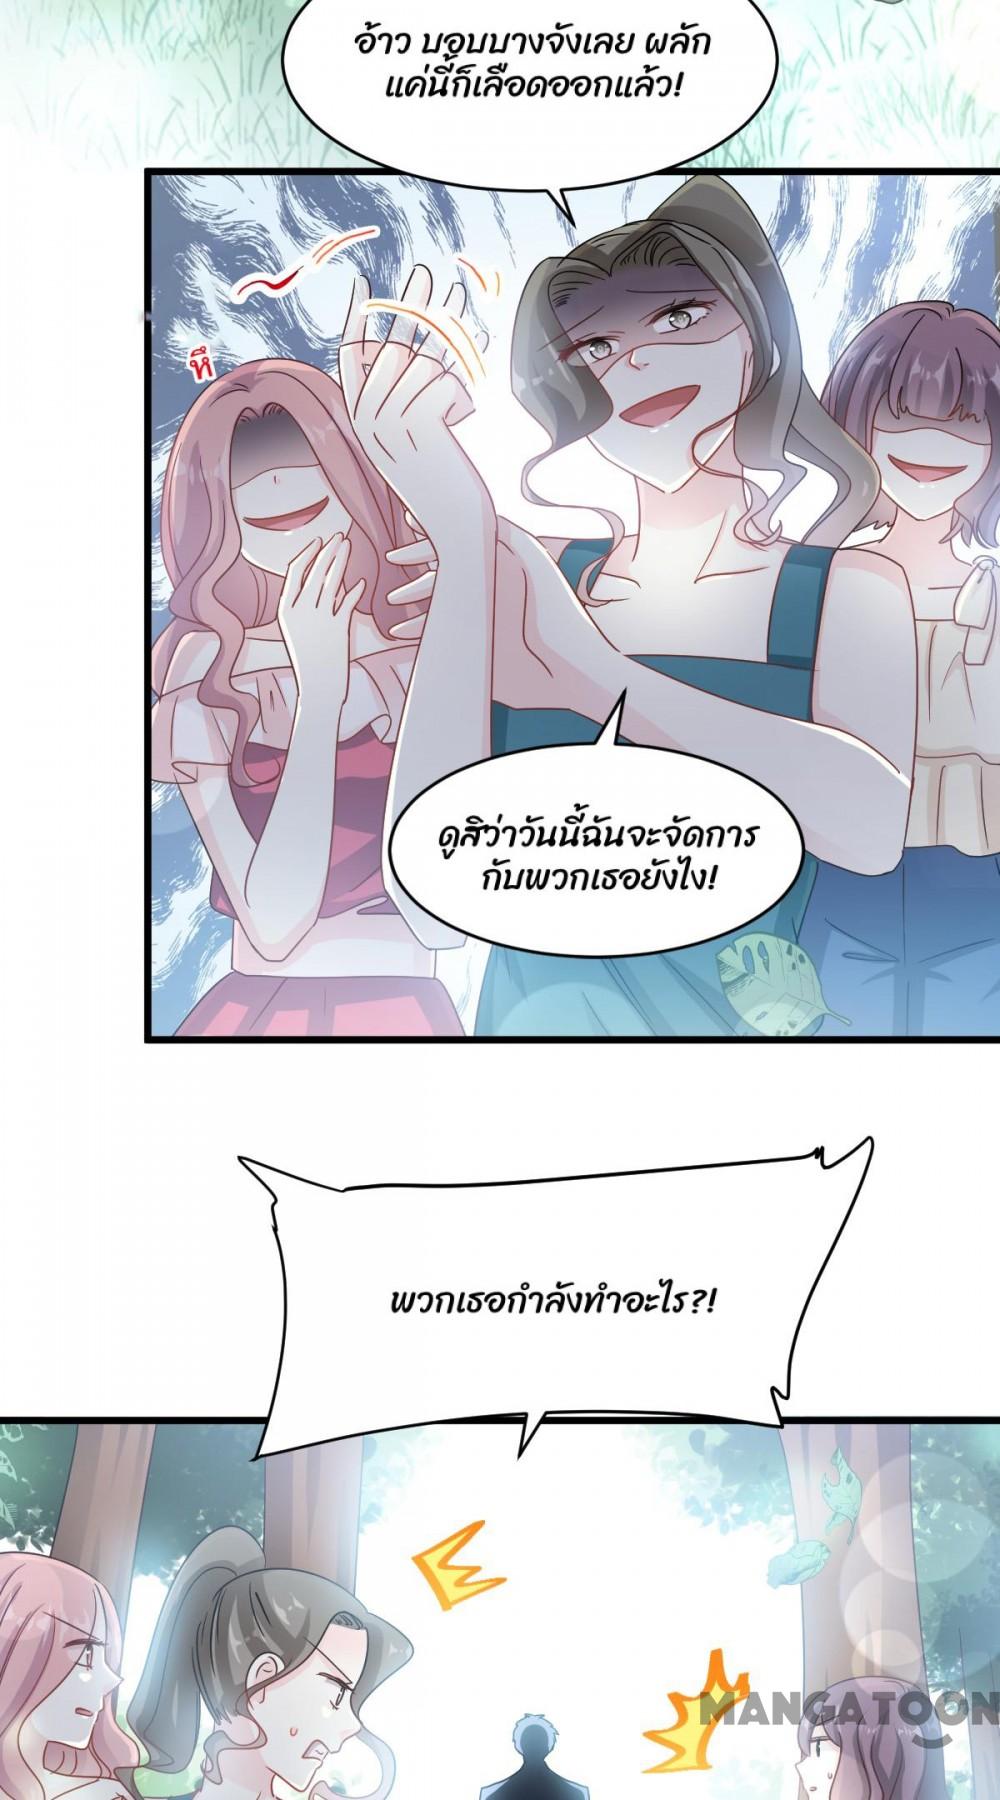 อ้าว บอบบางจังเลย ผลัก
แค่นี้ก็เลือดออกแล้ว!
หึ
ดูสิว่าวันนี้ฉันจะจัดการ
กับพวกเธอยังไง!
พวกเธอกำลังทำอะไร?!
MANGATOON